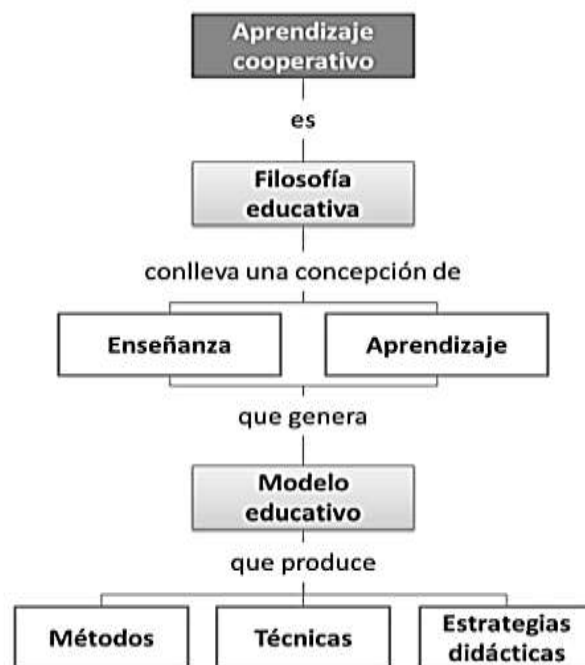 Aprendizaje
cooperativo
es
Filosofía
educativa
conlleva una concepción de
Enseñanza
Aprendizaje
que genera
Modelo
educativo
que produce
Métodos
Técnicas
Estrategias
didácticas